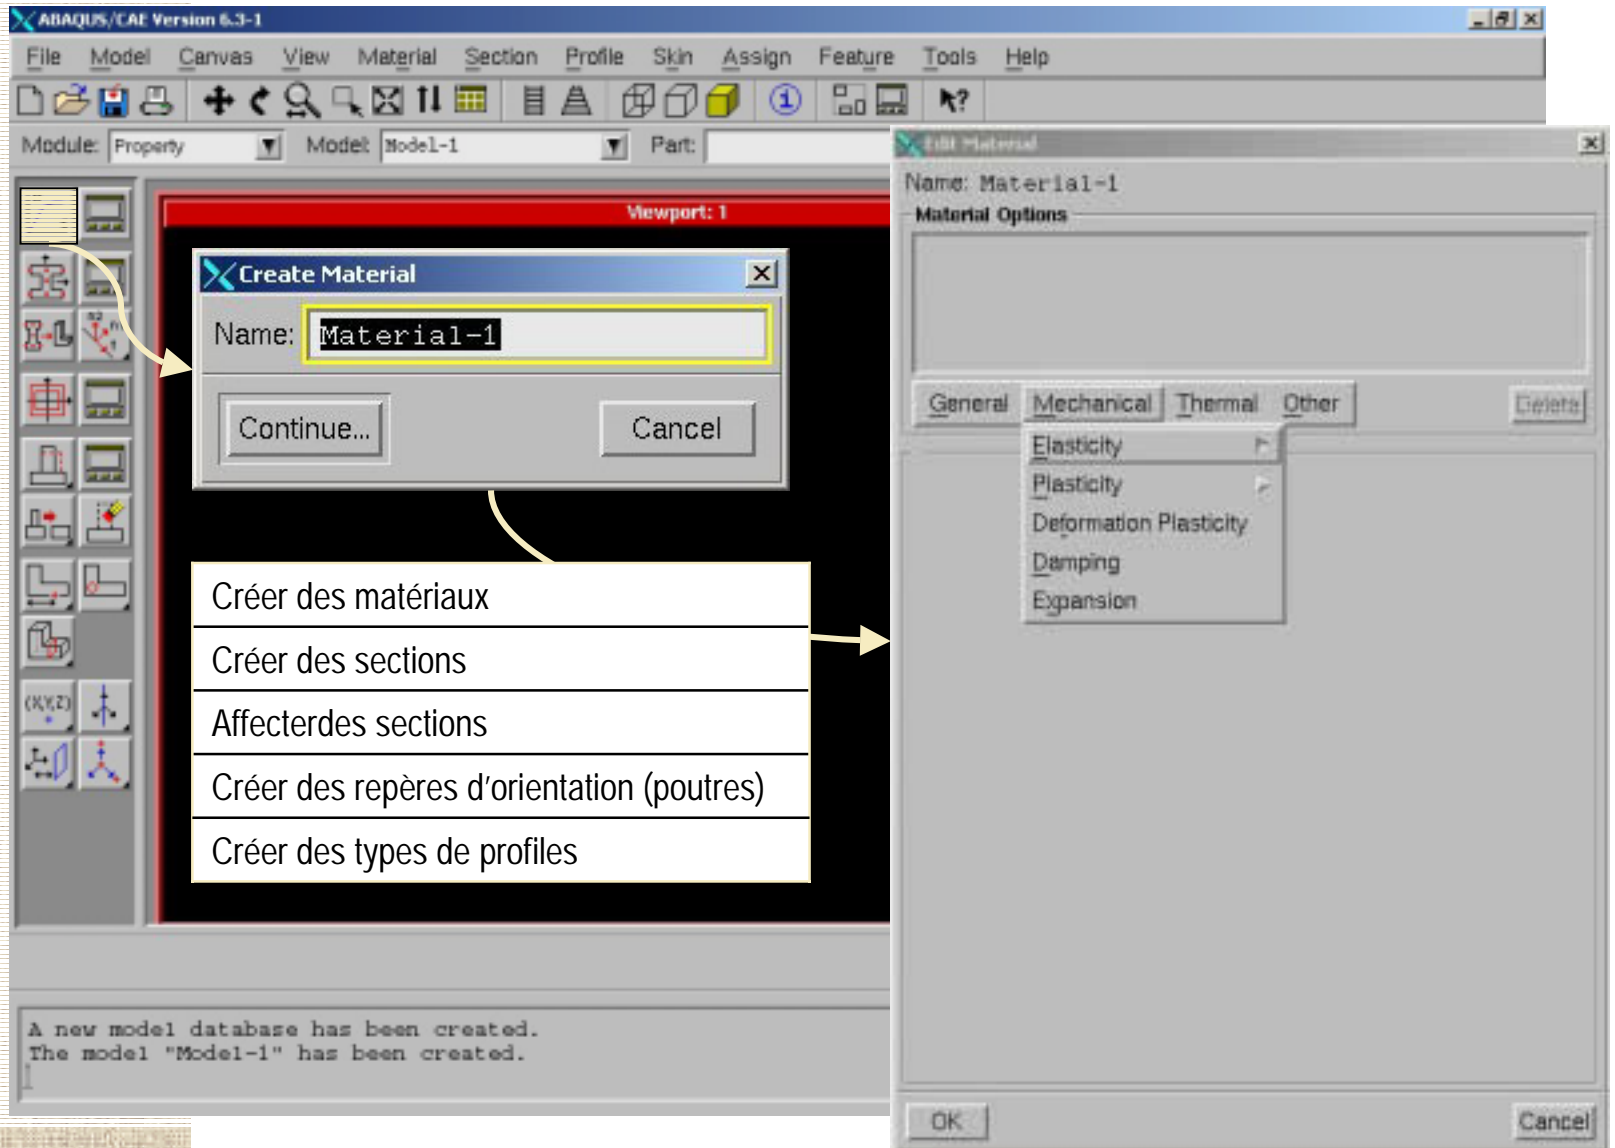 ABAQUS/CAE Version 6.3-1
File Model Canvas View Material Section Profile Skin Assign Feature Tools Help
Module: Property Model: Model-1 Part:
Viewport: 1
Create Material
Name: Material-1
Continue... Cancel
Créer des matériaux
Créer des sections
Affecterdes sections
Créer des repères d'orientation (poutres)
Créer des types de profiles
(X,Y,Z)
A new model database has been created.
The model "Model-1" has been created.
Edit Material
Name: Material-1
Material Options
General Mechanical Thermal Other Delete
Elasticity
Plasticity
Deformation Plasticity
Damping
Expansion
OK Cancel